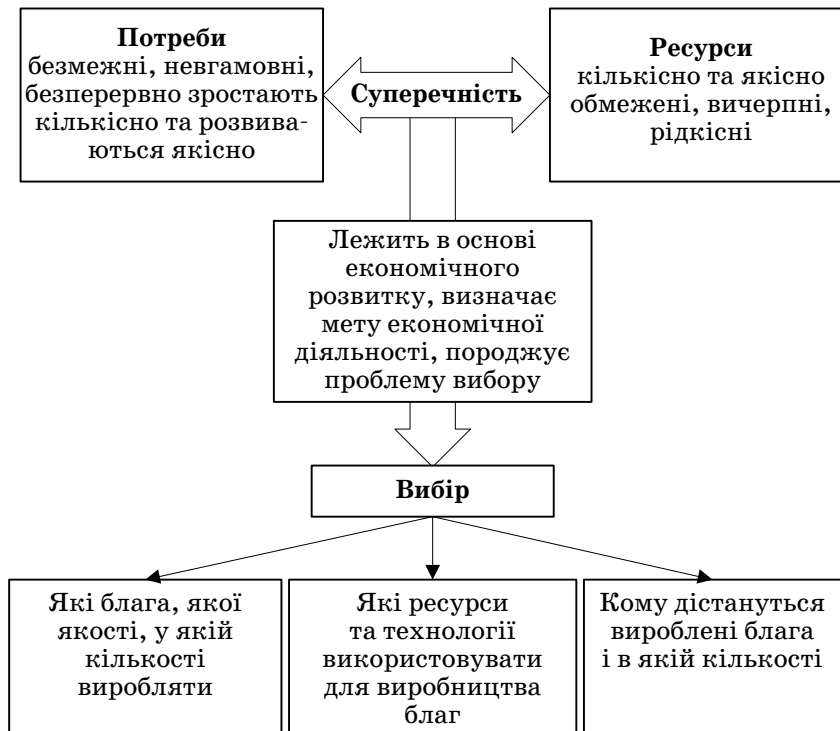 Потреби
безмежні, невгамовні,
безперервно зростають
кількісно та розвива-
ються якісно
Суперечність
Ресурси
кількісно та якісно
обмежені, вичерпні,
рідкісні
Лежить в основі
економічного
розвитку, визначає
мету економічної
діяльності, породжує
проблему вибору
Вибір
Які блага, якої
якості, у якій
кількості
виробляти
Які ресурси
та технології
використовувати
для виробництва
благ
Кому дістануться
вироблені блага
і в якій кількості